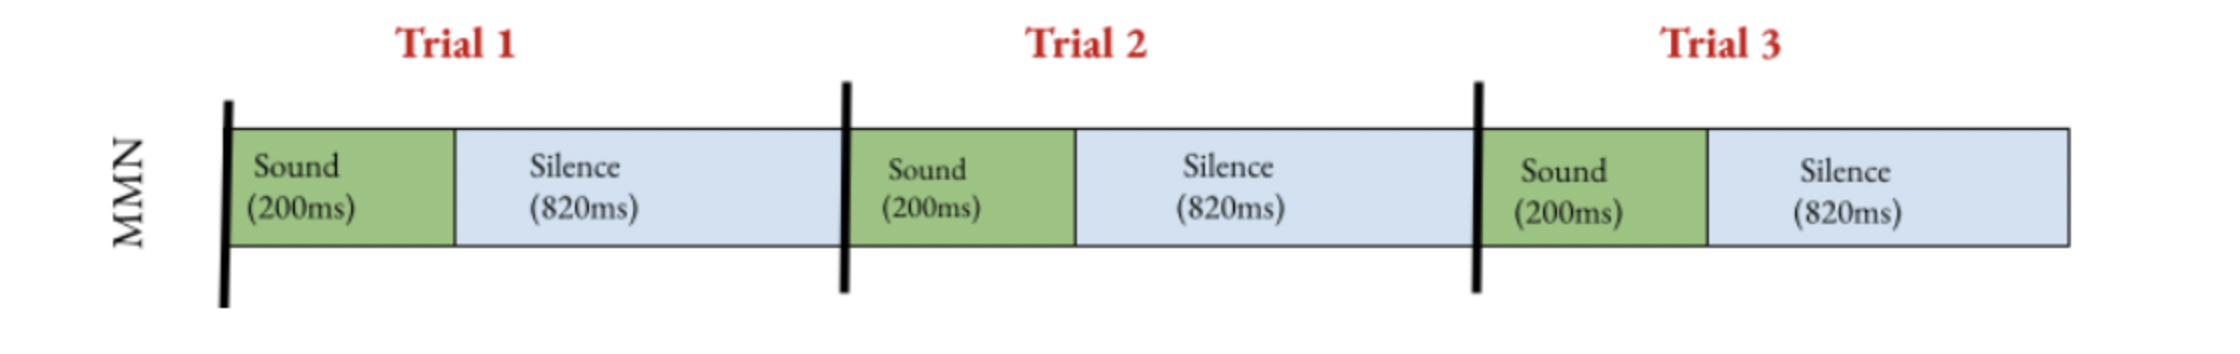 Trial 1
Trial 2
Trial 3
MMN
Sound
(200ms)
Silence
(820ms)
Sound
(200ms)
Silence
(820ms)
Sound
(200ms)
Silence
(820ms)